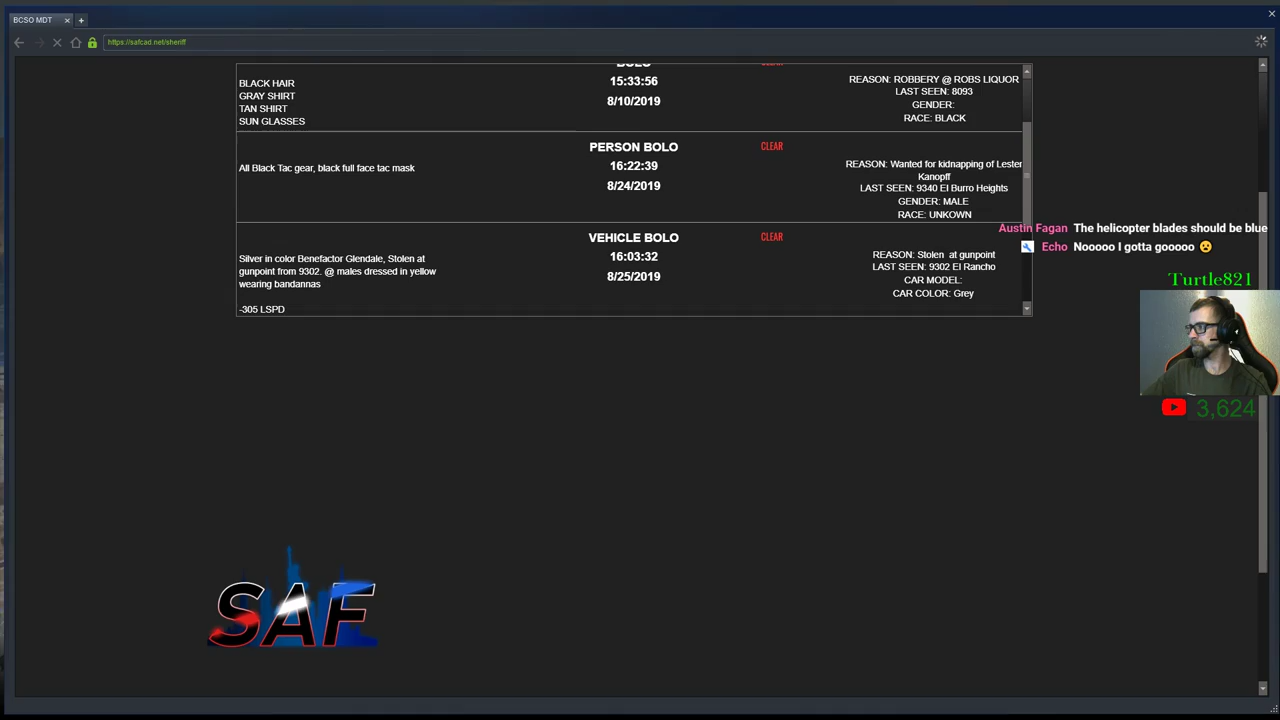 BCSO MDT
https://safcad.net/sheriff
BOLO
CLEAR
15:33:56
8/10/2019
BLACK HAIR
GRAY SHIRT
TAN SHIRT
SUN GLASSES
REASON: ROBBERY @ ROBS LIQUOR
LAST SEEN: 8093
GENDER:
RACE: BLACK
PERSON BOLO
CLEAR
16:22:39
8/24/2019
All Black Tac gear, black full face tac mask
REASON: Wanted for kidnapping of Lester
Kanopff
LAST SEEN: 9340 El Burro Heights
GENDER: MALE
RACE: UNKOWN
VEHICLE BOLO
CLEAR
16:03:32
8/25/2019
Silver in color Benefactor Glendale, Stolen at
gunpoint from 9302. @ males dressed in yellow
wearing bandannas
-305 LSPD
REASON: Stolen at gunpoint
LAST SEEN: 9302 El Rancho
CAR MODEL:
CAR COLOR: Grey
Austin Fagan The helicopter blades should be blue
Echo Nooooo I gotta gooooo 😮
Turtle821
3,624
SAF